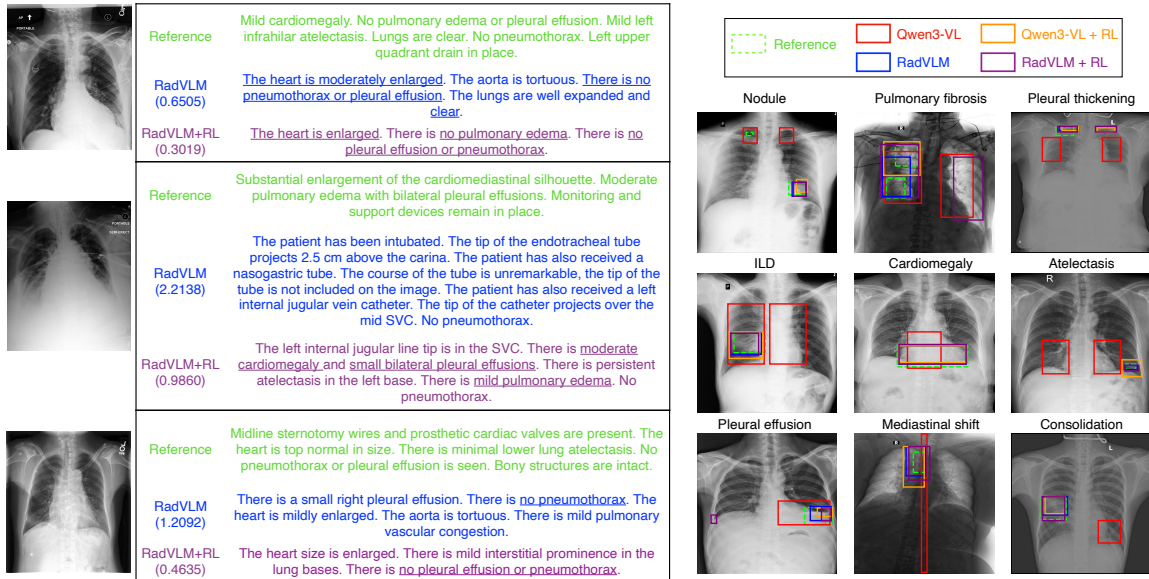 PORTABLE
Reference
Mild cardiomegaly. No pulmonary edema or pleural effusion. Mild left
infrahilar atelectasis. Lungs are clear. No pneumothorax. Left upper
quadrant drain in place.
RadVLM
(0.6505)
The heart is moderately enlarged. The aorta is tortuous. There is no
pneumothorax or pleural effusion. The lungs are well expanded and
clear.
RadVLM+RL
(0.3019)
The heart is enlarged. There is no pulmonary edema. There is no
pleural effusion or pneumothorax.
PORTABLE
Reference
Substantial enlargement of the cardiomediastinal silhouette. Moderate
pulmonary edema with bilateral pleural effusions. Monitoring and
support devices remain in place.
RadVLM
(2.2138)
The patient has been intubated. The tip of the endotracheal tube
projects 2.5 cm above the carina. The patient has also received a
nasogastric tube. The course of the tube is unremarkable, the tip of the
tube is not included on the image. The patient has also received a left
internal jugular vein catheter. The tip of the catheter projects over the
mid SVC. No pneumothorax.
RadVLM+RL
(0.9860)
The left internal jugular line tip is in the SVC. There is moderate
cardiomegaly and small bilateral pleural effusions. There is persistent
atelectasis in the left base. There is mild pulmonary edema. No
pneumothorax.
Reference
Midline sternotomy wires and prosthetic cardiac valves are present. The
heart is top normal in size. There is minimal lower lung atelectasis. No
pneumothorax or pleural effusion is seen. Bony structures are intact.
RadVLM
(1.2092)
There is a small right pleural effusion. There is no pneumothorax. The
heart is mildly enlarged. The aorta is tortuous. There is mild pulmonary
vascular congestion.
RadVLM+RL
(0.4635)
The heart size is enlarged. There is mild interstitial prominence in the
lung bases. There is no pleural effusion or pneumothorax.
Reference
Qwen3-VL
Qwen3-VL + RL
RadVLM
RadVLM + RL
Nodule
Pulmonary fibrosis
Pleural thickening
L
ILD
Cardiomegaly
Atelectasis
R
Pleural effusion
Mediastinal shift
Consolidation
L